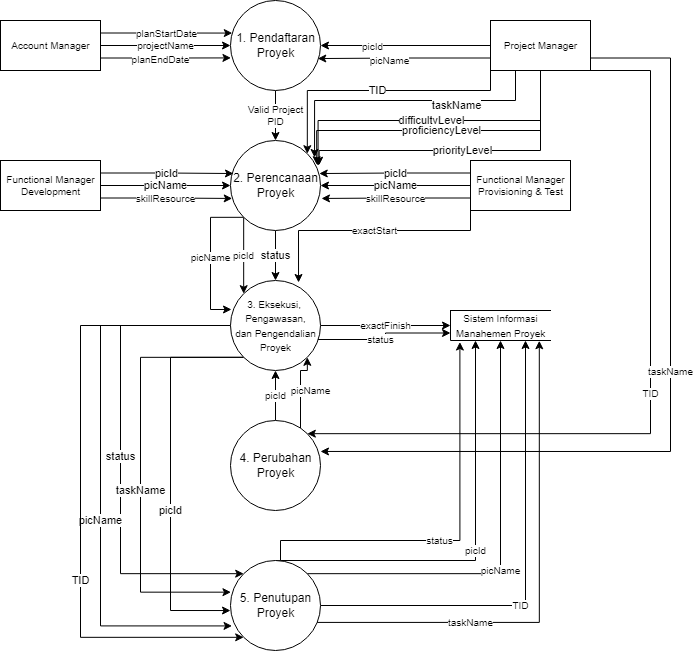 planStartDate
Account Manager
projectName
planEndDate
1. Pendaftaran
Proyek
picId
picName
Project Manager
TID
taskName
Valid Project
PID
difficultyLevel
proficiencyLevel
priorityLevel
Functional Manager
Development
picId
picName
skillResource
2. Perencanaan
Proyek
picId
picName
skillResource
Functional Manager
Provisioning & Test
exactStart
picName
picId
status
3. Eksekusi,
Pengawasan,
dan Pengendalian
Proyek
exactFinish
status
Sistem Informasi
Manahemen Proyek
taskName
TID
picId
picName
4. Perubahan
Proyek
status
taskName
picId
picName
TID
status
picId
picName
5. Penutupan
Proyek
TID
taskName